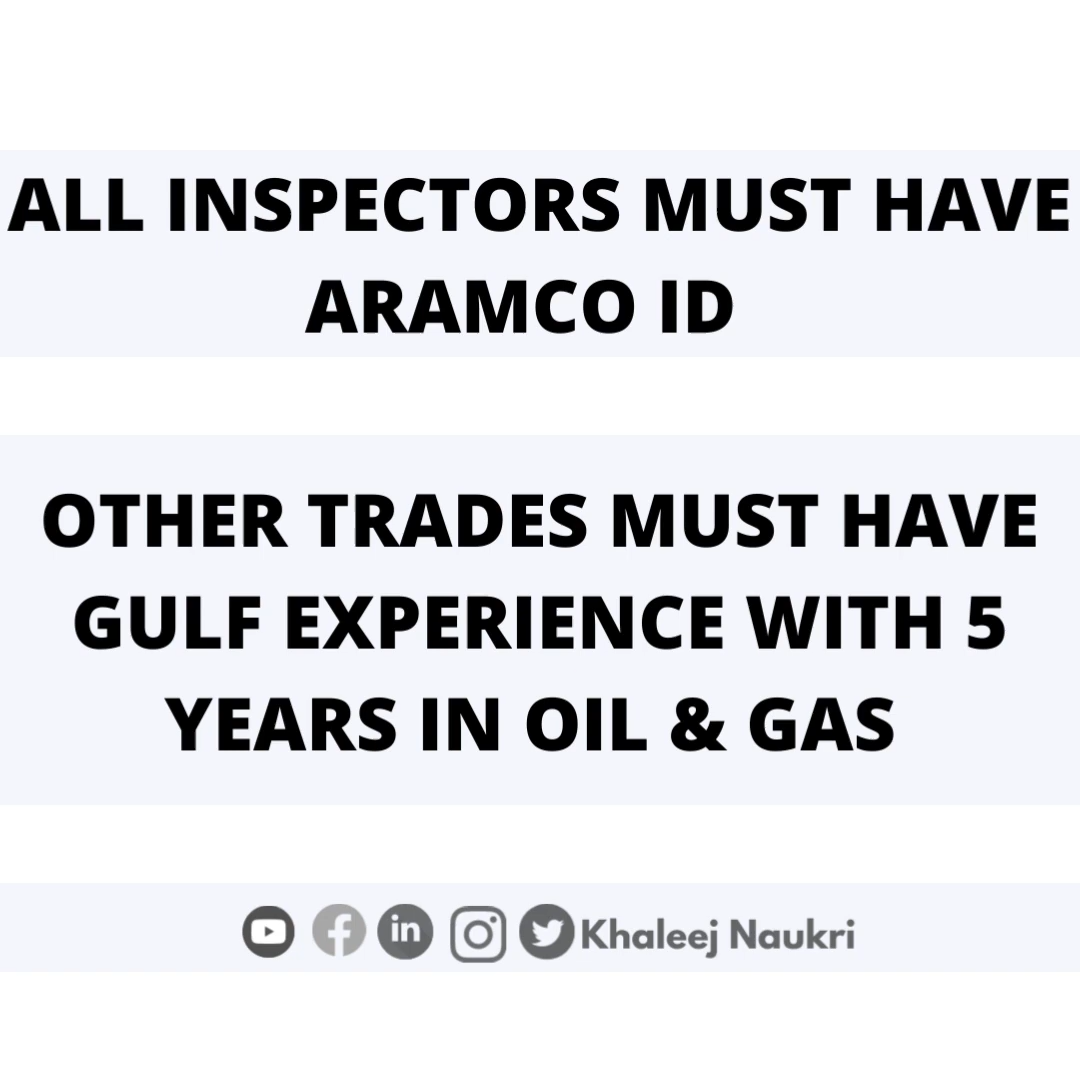 ALL INSPECTORS MUST HAVE
ARAMCO ID
OTHER TRADES MUST HAVE
GULF EXPERIENCE WITH 5
YEARS IN OIL & GAS
in Khaleej Naukri